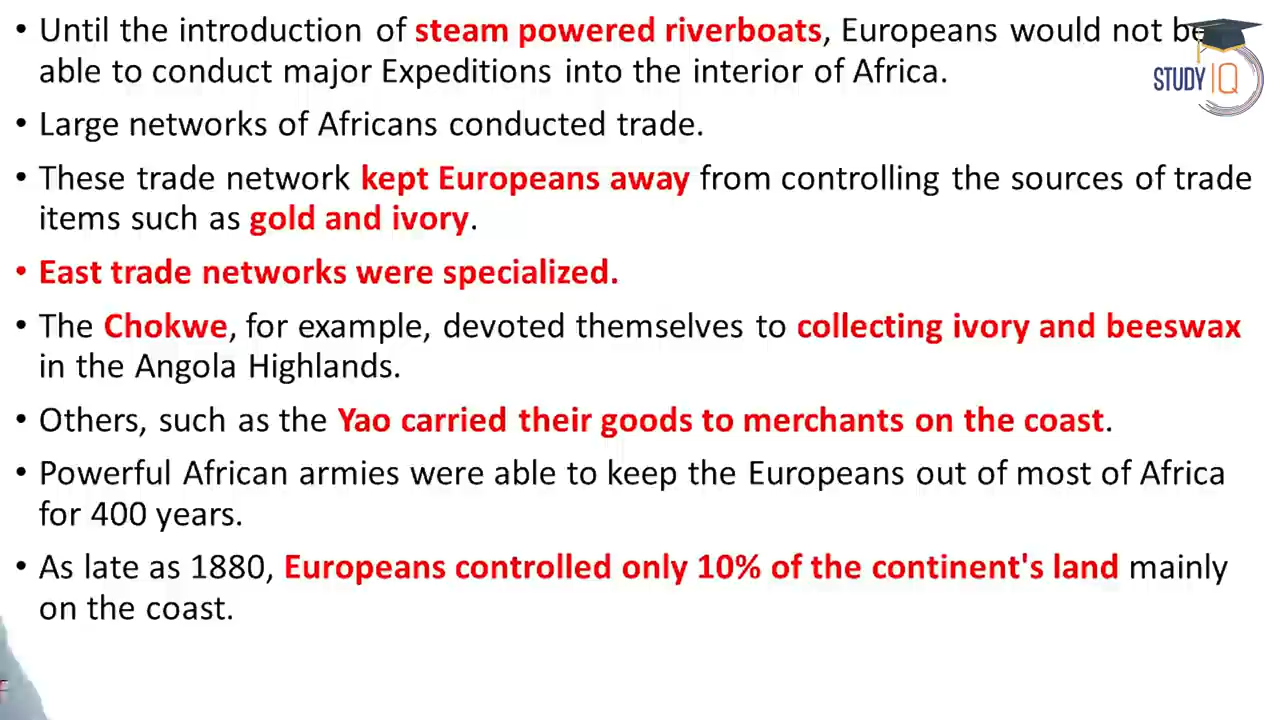 • Until the introduction of steam powered riverboats, Europeans would not be
able to conduct major Expeditions into the interior of Africa.
• Large networks of Africans conducted trade.
• These trade network kept Europeans away from controlling the sources of trade
items such as gold and ivory.
• East trade networks were specialized.
• The Chokwe, for example, devoted themselves to collecting ivory and beeswax
in the Angola Highlands.
• Others, such as the Yao carried their goods to merchants on the coast.
• Powerful African armies were able to keep the Europeans out of most of Africa
for 400 years.
• As late as 1880, Europeans controlled only 10% of the continent's land mainly
on the coast.
STUDY IQ